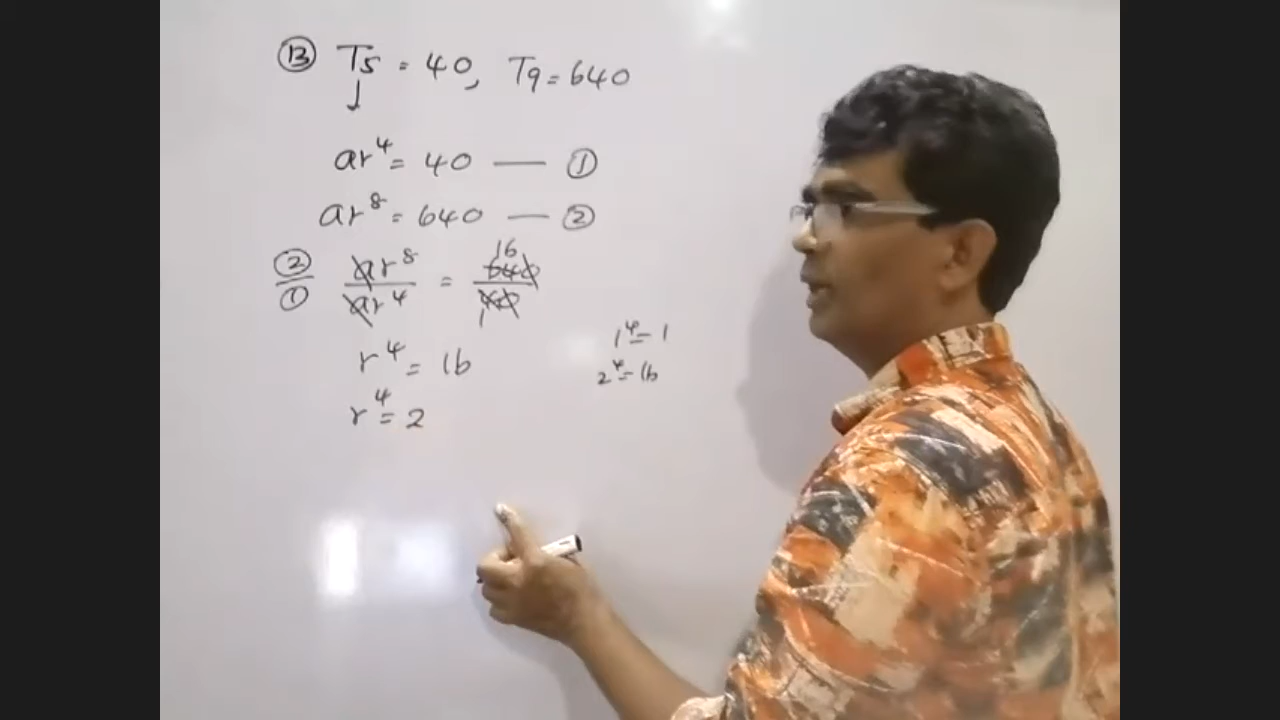 ⑬ T5 = 40, T9 = 640
↓
ar⁴ = 40 — ①
ar⁸ = 640 — ②
②/① ar⁸/ar⁴ = 640/40 16/1
r⁴ = 16
r⁴ = 2
1⁴ = 1
2⁴ = 16